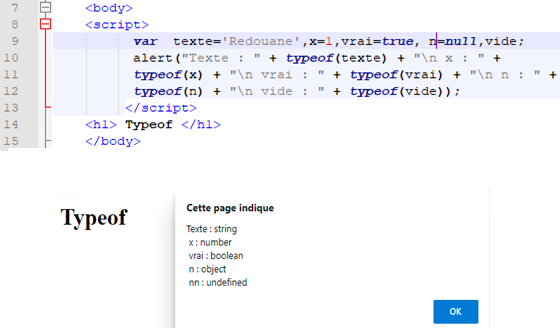 7 <body>
8 <script>
9 var texte='Redouane',x=1,vrai=true, n=null,vide;
10 alert("Texte : " + typeof(texte) + "\n x : " +
11 typeof(x) + "\n vrai : " + typeof(vrai) + "\n n : " +
12 typeof(n) + "\n vide : " + typeof(vide));
13 </script>
14 <h1> Typeof </h1>
15 </body>
Typeof
Cette page indique
Texte : string
x : number
vrai : boolean
n : object
nn : undefined
OK